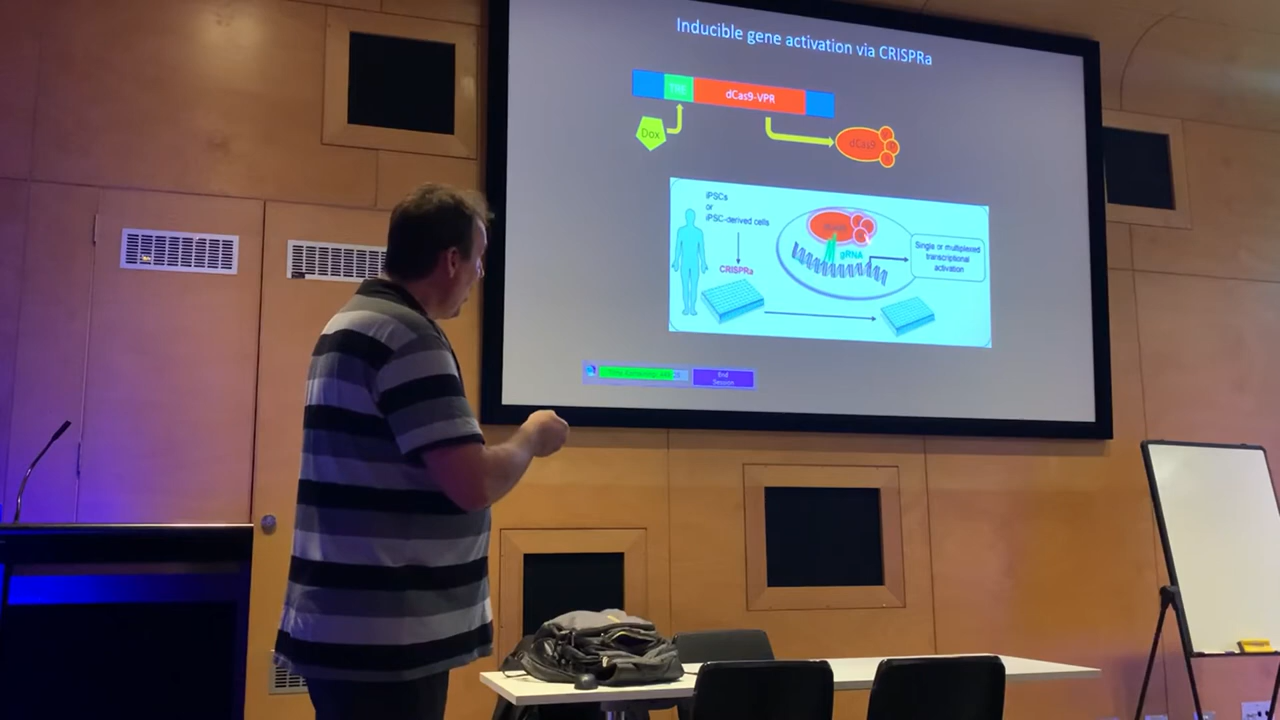 Inducible gene activation via CRISPRa
TRE
dCas9-VPR
Dox
dCas9
iPSCs
or
iPSC-derived cells
CRISPRa
gRNA
Single or multiplexed
transcriptional
activation
End
Session